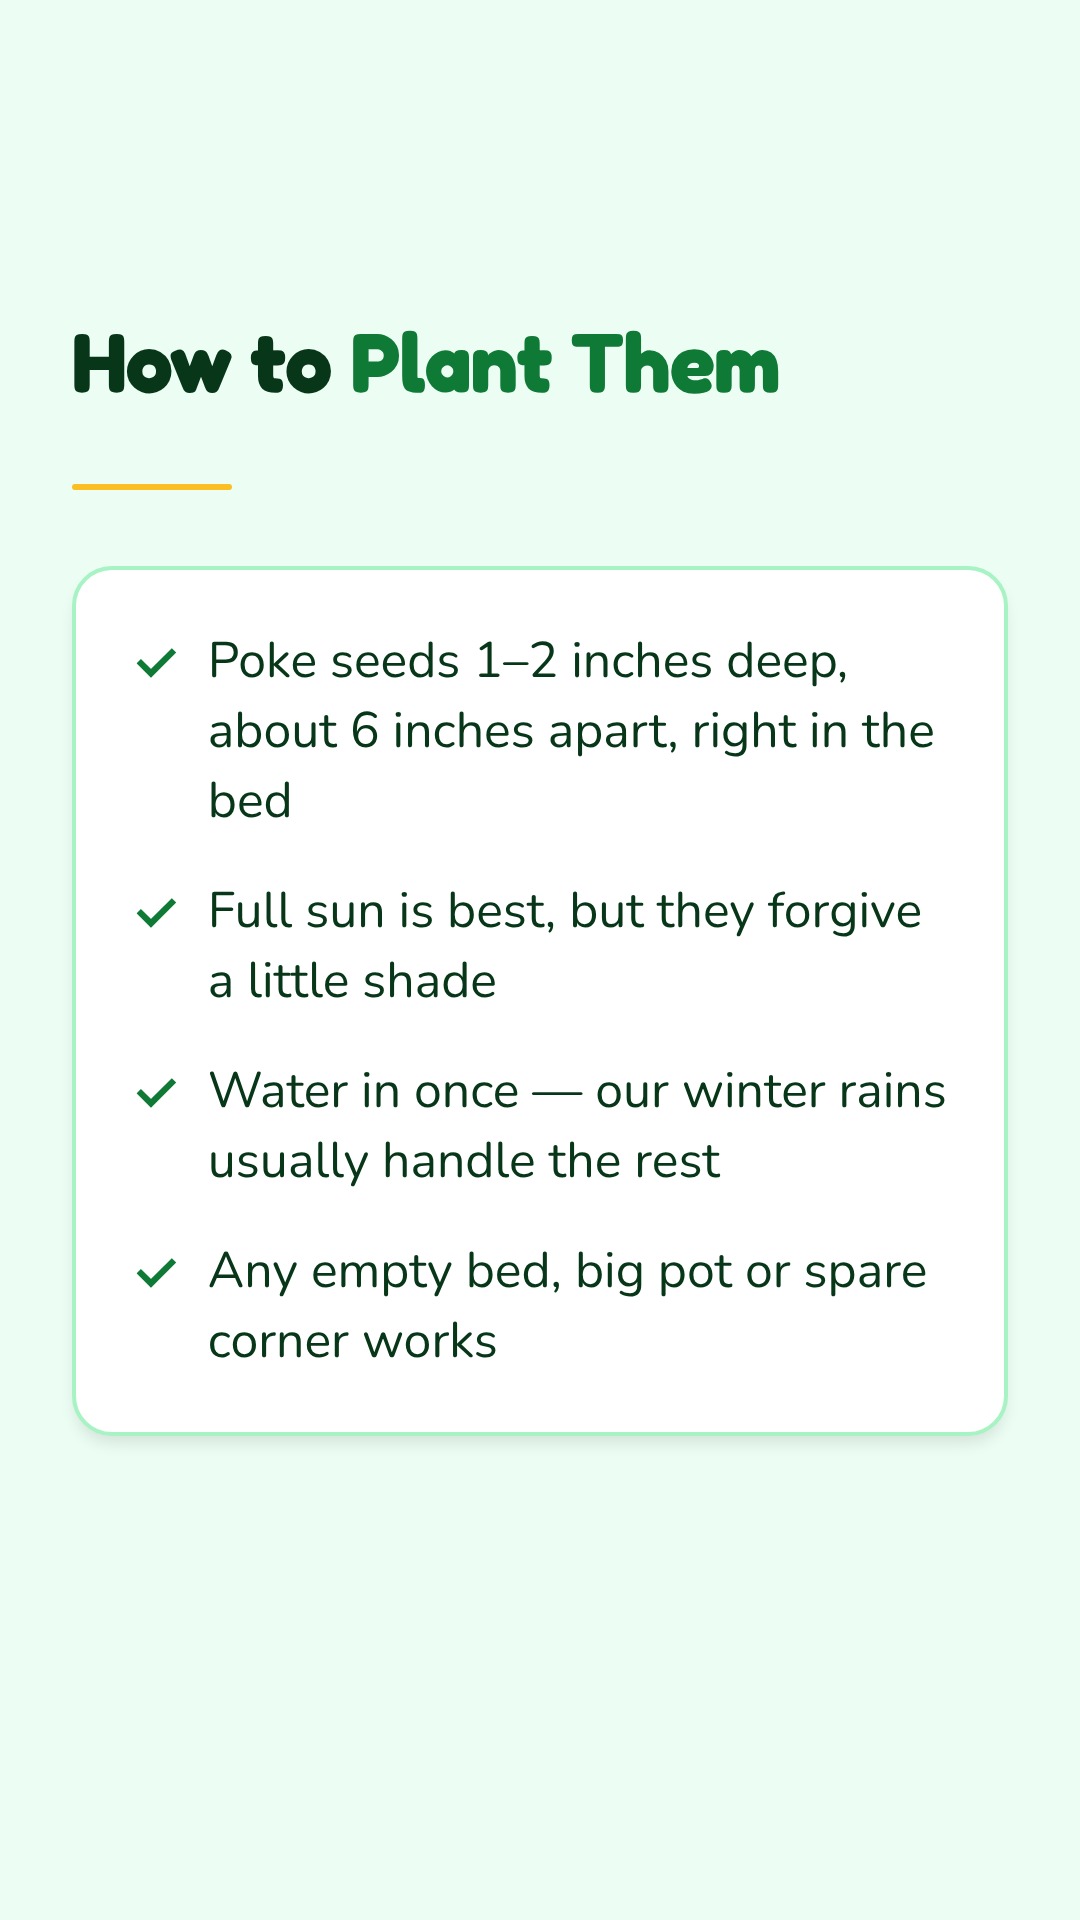 How to Plant Them
Poke seeds 1–2 inches deep,
about 6 inches apart, right in the
bed
Full sun is best, but they forgive
a little shade
Water in once — our winter rains
usually handle the rest
Any empty bed, big pot or spare
corner works